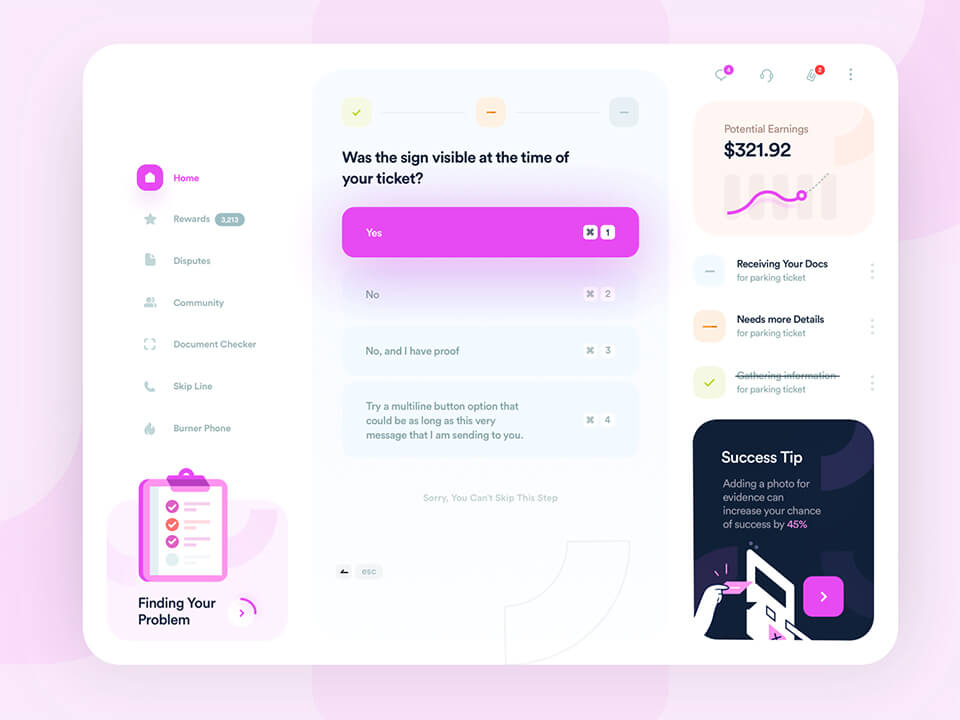 Home
Rewards 3,213
Disputes
Community
Document Checker
Skip Line
Burner Phone
Finding Your
Problem
Was the sign visible at the time of
your ticket?
Yes ⌘ 1
No ⌘ 2
No, and I have proof ⌘ 3
Try a multiline button option that
could be as long as this very
message that I am sending to you.
⌘ 4
Sorry, You Can't Skip This Step
esc
Potential Earnings
$321.92
Receiving Your Docs
for parking ticket
Needs more Details
for parking ticket
Gathering information
for parking ticket
Success Tip
Adding a photo for
evidence can
increase your chance
of success by 45%